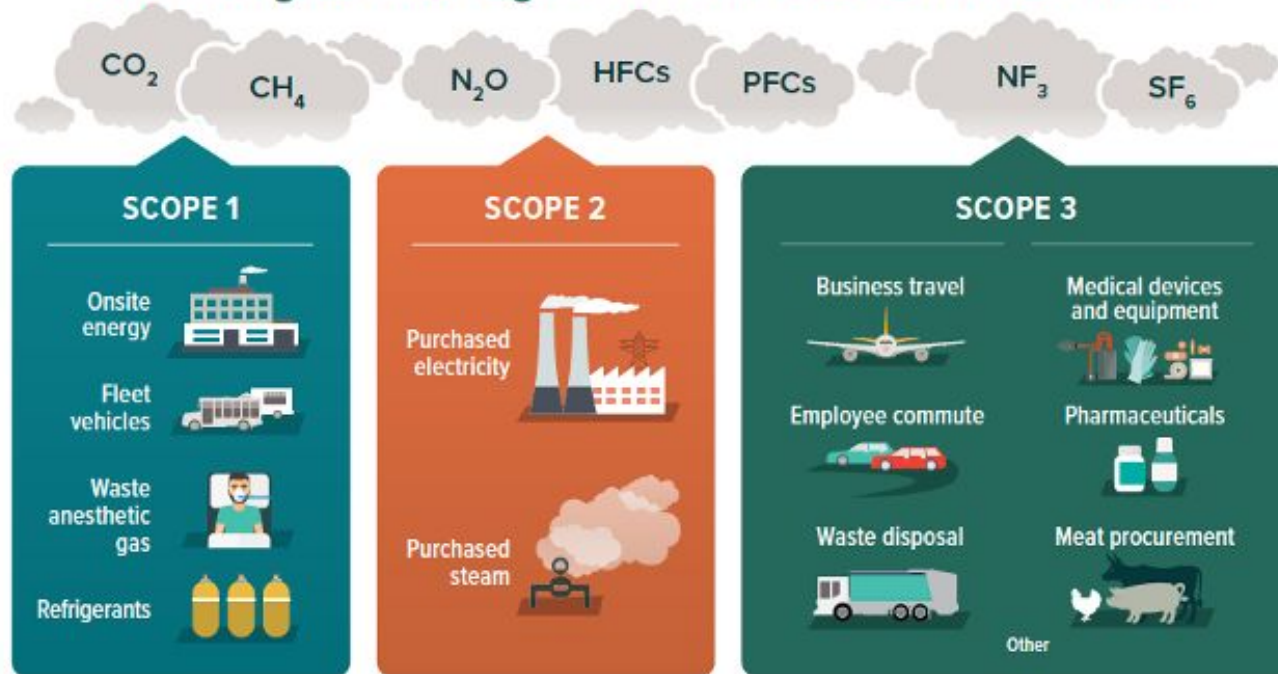 CO₂
CH₄
N₂O
HFCs
PFCs
NF₃
SF₆
SCOPE 1
Onsite
energy
Fleet
vehicles
Waste
anesthetic
gas
Refrigerants
SCOPE 2
Purchased
electricity
Purchased
steam
SCOPE 3
Business travel
Employee commute
Waste disposal
Medical devices
and equipment
Pharmaceuticals
Meat procurement
Other